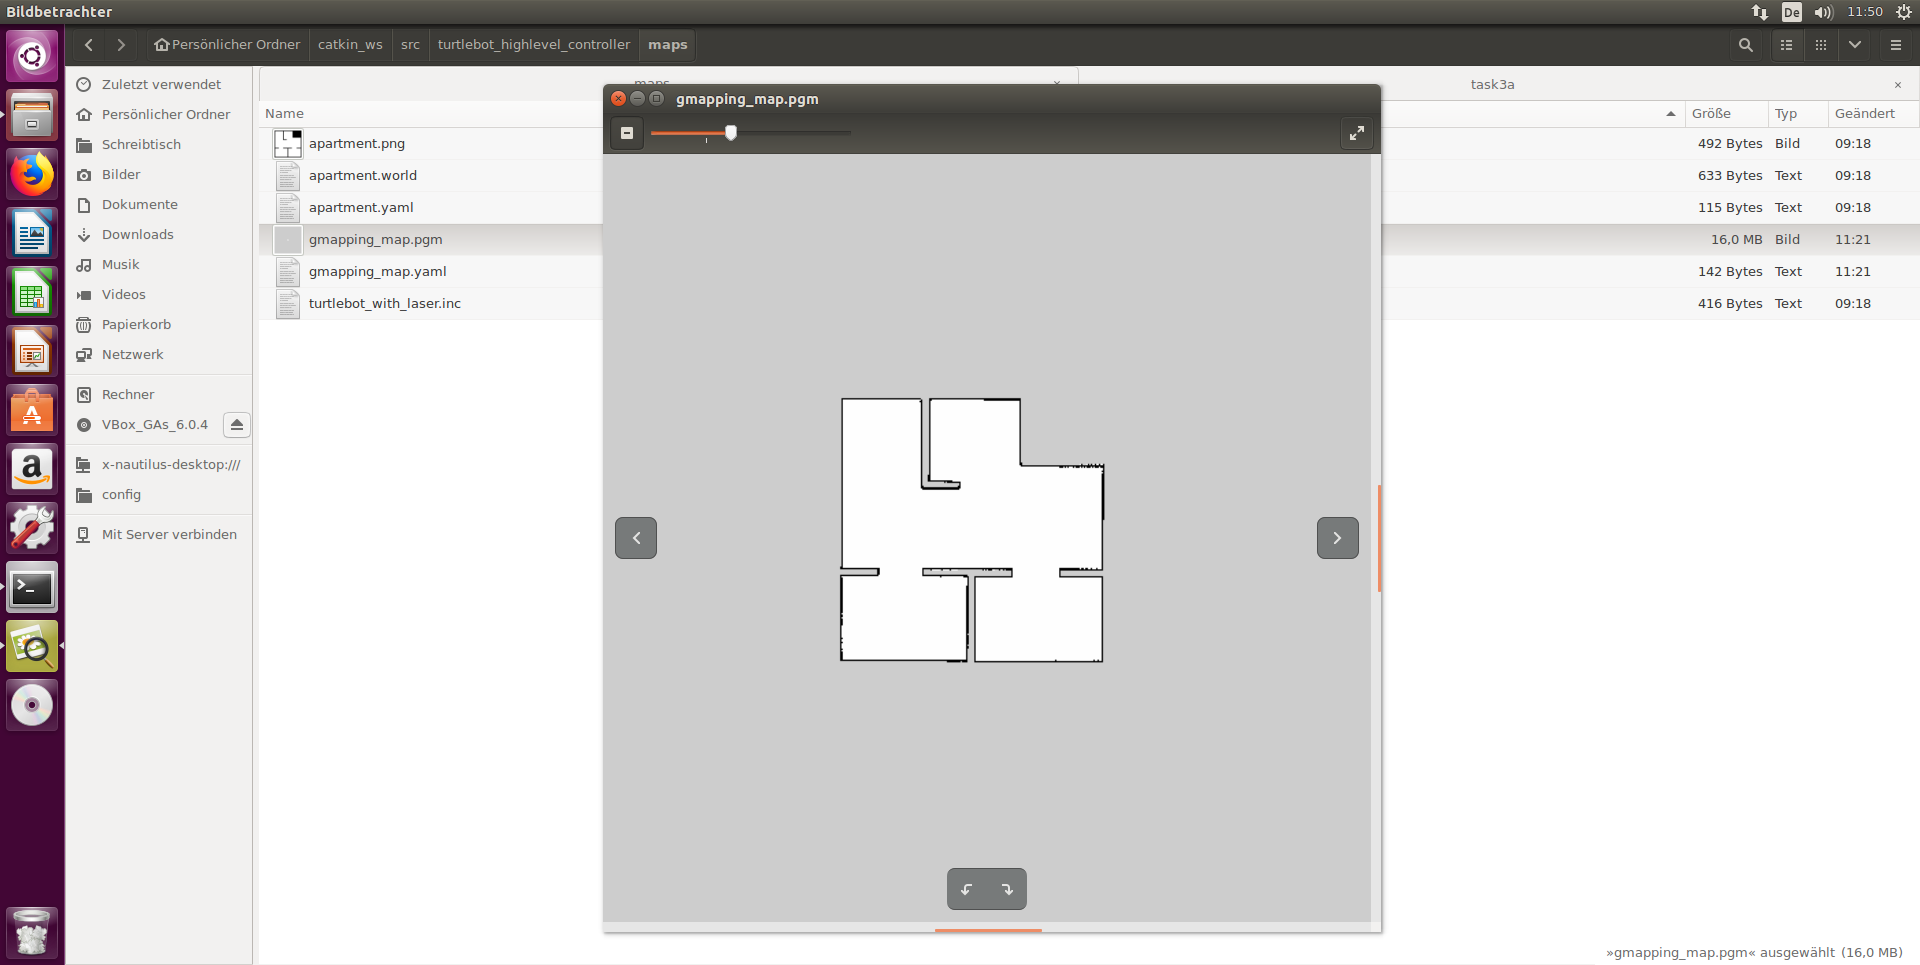 Bildbetrachter
De
11:50
Persönlicher Ordner
catkin_ws
src
turtlebot_highlevel_controller
maps
Zuletzt verwendet
Persönlicher Ordner
Schreibtisch
Bilder
Dokumente
Downloads
Musik
Videos
Papierkorb
Netzwerk
Rechner
VBox_GAs_6.0.4
x-nautilus-desktop:///
config
Mit Server verbinden
maps
task3a
Name
Größe
Typ
Geändert
apartment.png
492 Bytes
Bild
09:18
apartment.world
633 Bytes
Text
09:18
apartment.yaml
115 Bytes
Text
09:18
gmapping_map.pgm
16,0 MB
Bild
11:21
gmapping_map.yaml
142 Bytes
Text
11:21
turtlebot_with_laser.inc
416 Bytes
Text
09:18
gmapping_map.pgm
»gmapping_map.pgm« ausgewählt (16,0 MB)